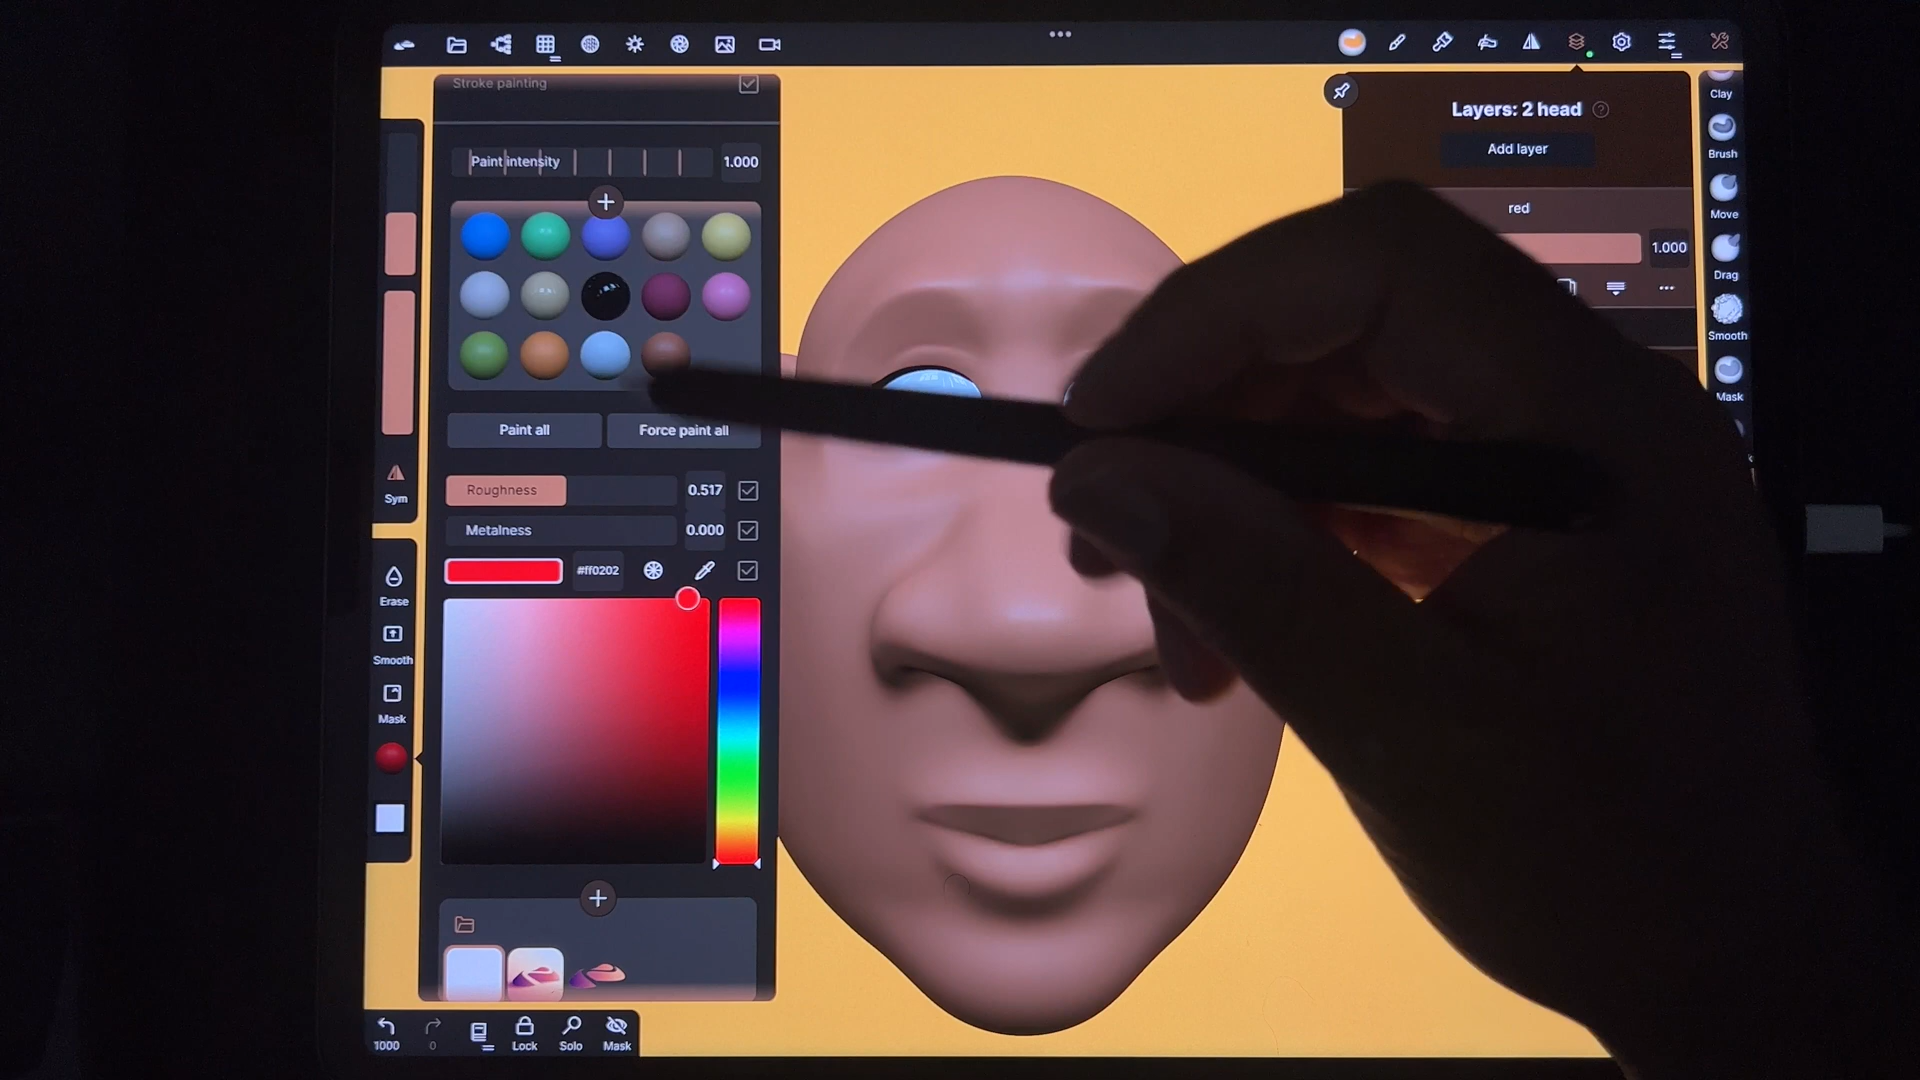 Stroke painting
Paint intensity 1.000
Paint all Force paint all
Roughness 0.517
Metalness 0.000
#ff0202
Sym
Erase
Smooth
Mask
1000 0 Lock Solo Mask
Layers: 2 head ?
Add layer
red
1.000
Clay
Brush
Move
Drag
Smooth
Mask